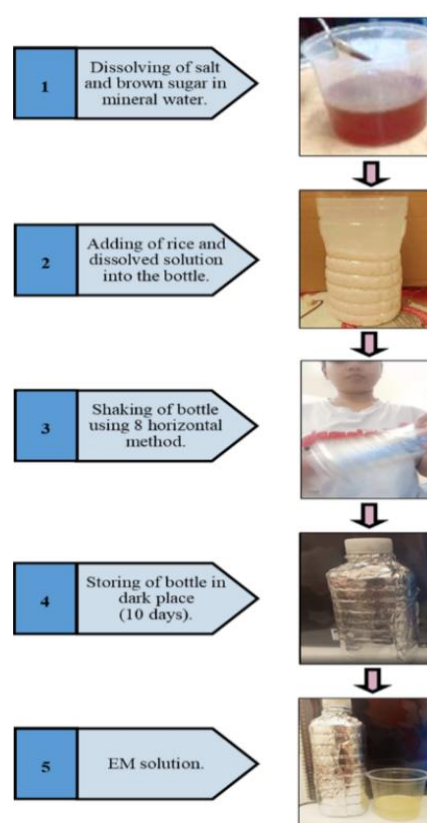 1
Dissolving of salt
and brown sugar in
mineral water.
2
Adding of rice and
dissolved solution
into the bottle.
3
Shaking of bottle
using 8 horizontal
method.
4
Storing of bottle in
dark place
(10 days).
5
EM solution.